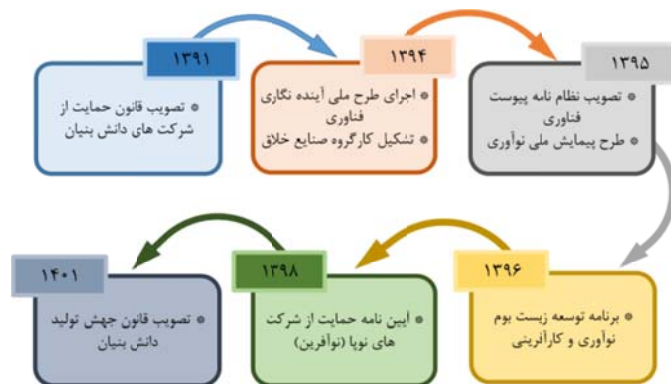 ۱۳۹۱
تصویب قانون حمایت از
شرکت های دانش بنیان
۱۳۹۴
اجرای طرح ملی آینده نگاری
فناوری
تشکیل کارگروه صنایع خلاق
۱۳۹۵
تصویب نظام نامه پیوست
فناوری
طرح پیمایش ملی نوآوری
۱۳۹۶
برنامه توسعه زیست بوم
نوآوری و کارآفرینی
۱۳۹۸
آیین نامه حمایت از شرکت
های نوپا (نوآفرین)
۱۴۰۱
تصویب قانون جهش تولید
دانش بنیان